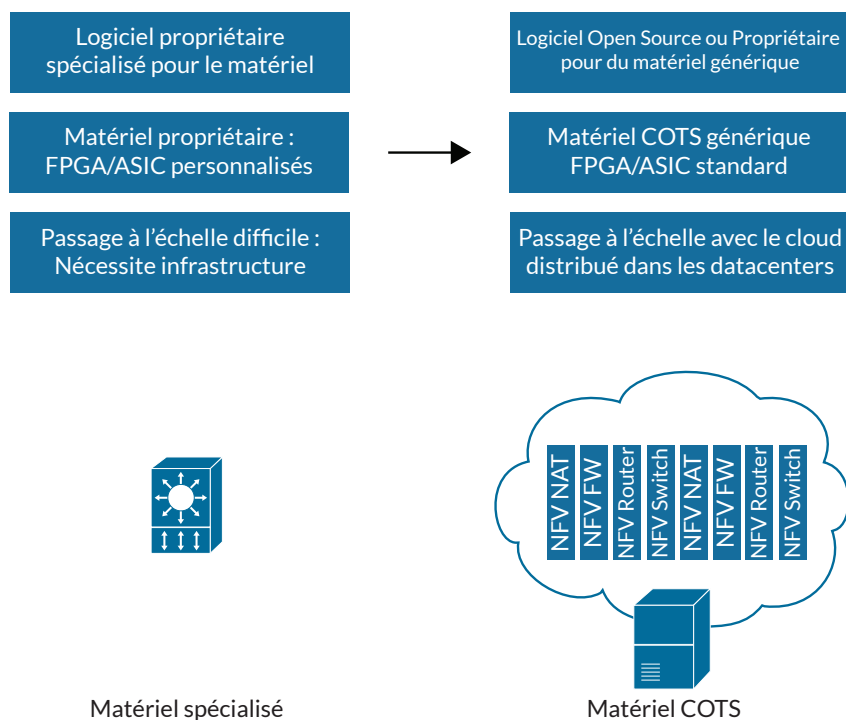 Logiciel propriétaire
spécialisé pour le matériel
Logiciel Open Source ou Propriétaire
pour du matériel générique
Matériel propriétaire :
FPGA/ASIC personnalisés
Matériel COTS générique
FPGA/ASIC standard
Passage à l’échelle difficile :
Nécessite infrastructure
Passage à l’échelle avec le cloud
distribué dans les datacenters
NFV NAT
NFV FW
NFV Router
NFV Switch
NFV NAT
NFV FW
NFV Router
NFV Switch
Matériel spécialisé
Matériel COTS